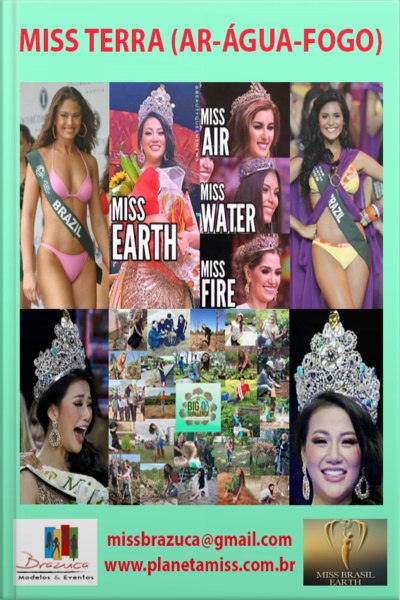 MISS TERRA (AR-ÁGUA-FOGO)
BRAZIL
MISS
EARTH
MISS
AIR
MISS
WATER
MISS
FIRE
BIG
Brazuca
Modelos & Eventos
missbrazuca@gmail.com
www.planetamiss.com.br
MISS BRASIL
EARTH